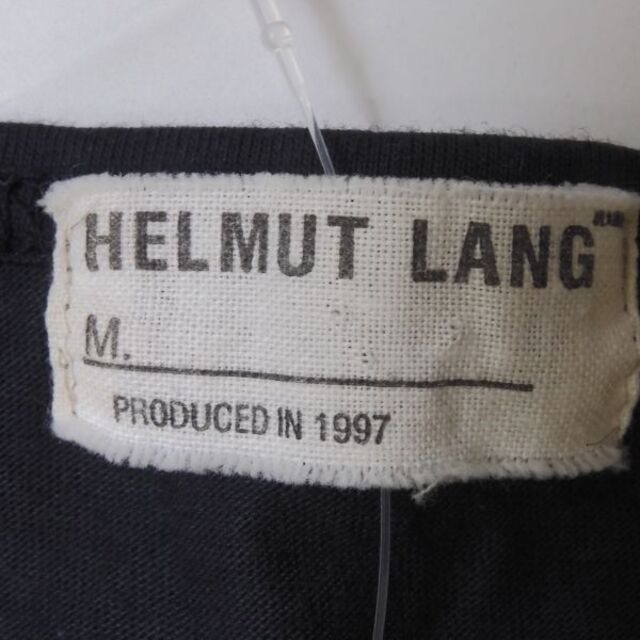 HELMUT LANG
M.
PRODUCED IN 1997